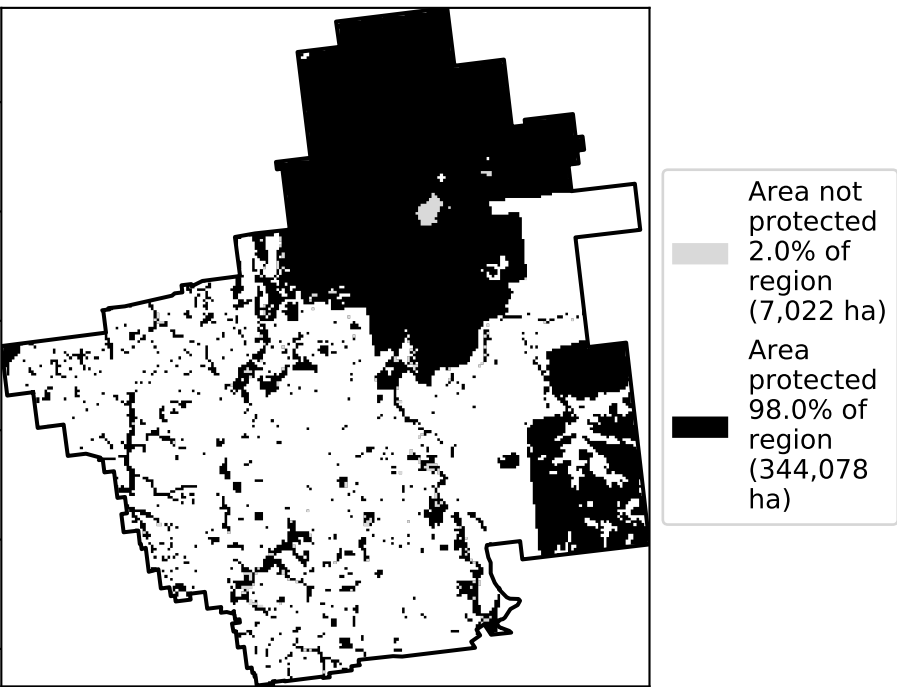 Area not
protected
2.0% of
region
(7,022 ha)
Area
protected
98.0% of
region
(344,078
ha)